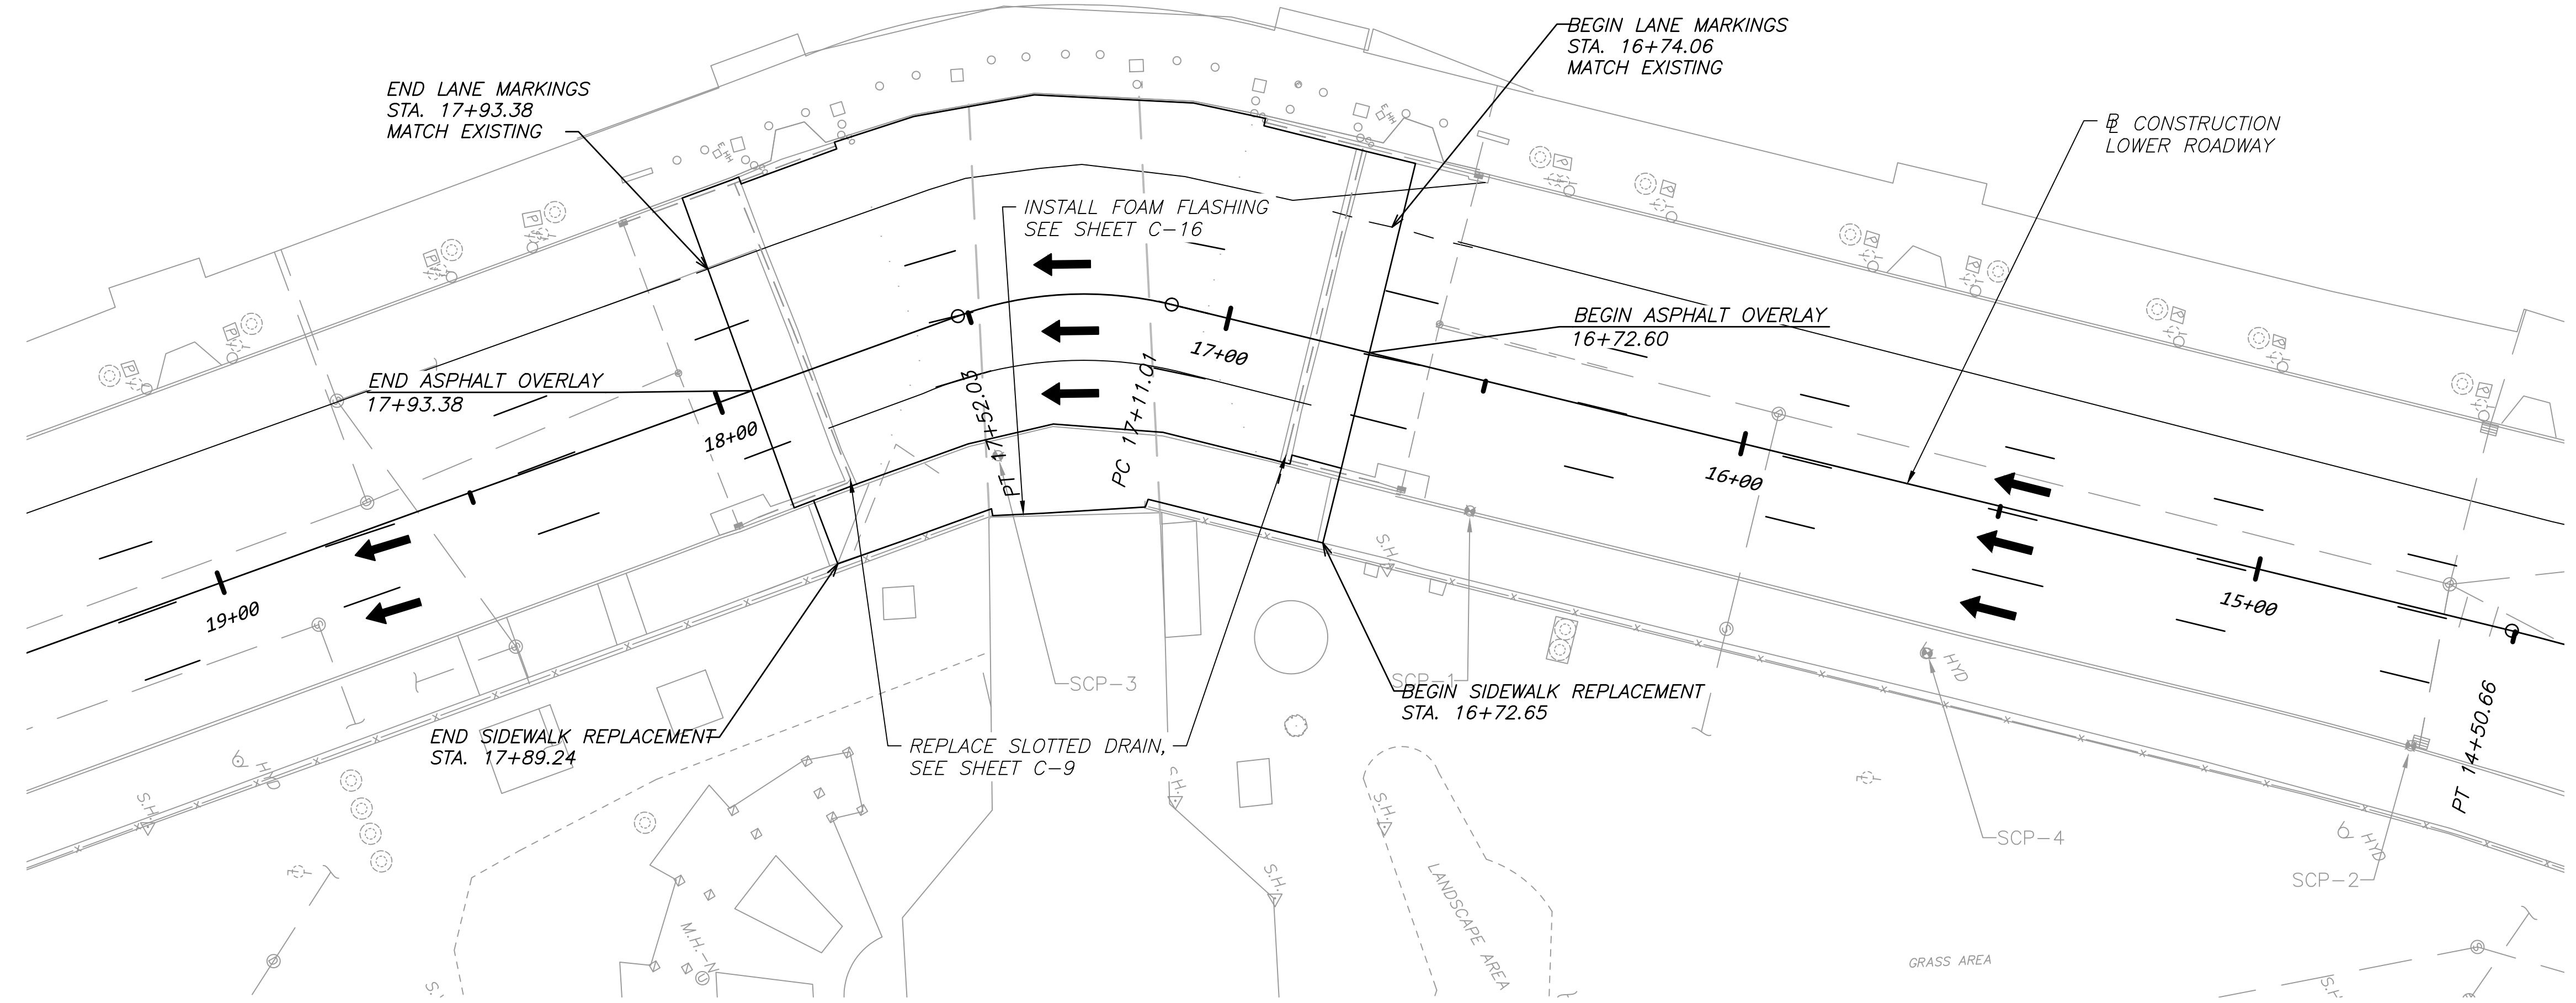 END LANE MARKINGS
STA. 17+93.38
MATCH EXISTING
BEGIN LANE MARKINGS
STA. 16+74.06
MATCH EXISTING
CONSTRUCTION
LOWER ROADWAY
INSTALL FOAM FLASHING
SEE SHEET C-16
BEGIN ASPHALT OVERLAY
16+72.60
END ASPHALT OVERLAY
17+93.38
17+00
18+00
16+00
15+00
19+00
PT 17+52.03
PC 17+11.01
PT 14+50.66
SCP-3
SCP-1
SCP-4
SCP-2
BEGIN SIDEWALK REPLACEMENT
STA. 16+72.65
END SIDEWALK REPLACEMENT
STA. 17+89.24
REPLACE SLOTTED DRAIN,
SEE SHEET C-9
E HH
E HH
S.H.
S.H.
S.H.
S.H.
S.H.
HYD
HYD
HYD
LANDSCAPE AREA
GRASS AREA